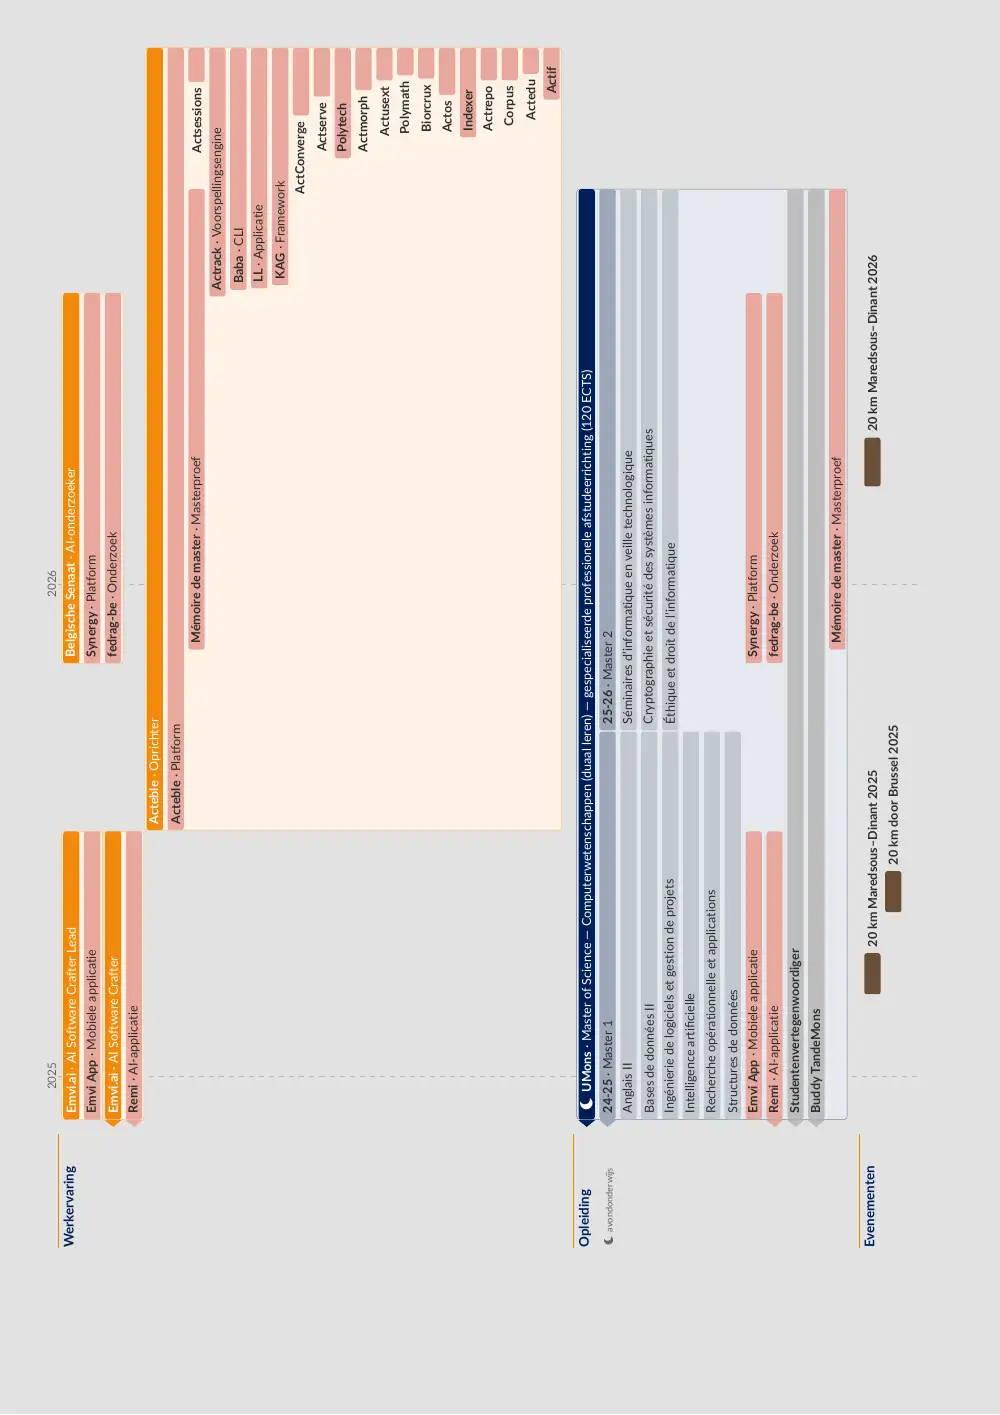 2025
2026
Werkervaring
Emvi.ai · AI Software Crafter Lead
Belgische Senaat · AI-onderzoeker
Emvi App · Mobiele applicatie
Synergy · Platform
Emvi.ai · AI Software Crafter
fedrag-be · Onderzoek
Remi · AI-applicatie
Acteble · Oprichter
Acteble · Platform
Mémoire de master · Masterproef
Actsessions
Actrack · Voorspellingsengine
Baba · CLI
LL · Applicatie
KAG · Framework
ActConverge
Actserve
Polytech
Actmorph
Actusext
Polymath
Biorcrux
Actos
Indexer
Actrepo
Corpus
Actedu
Actif
Opleiding
avondonderwijs
UMons · Master of Science — Computerwetenschappen (duaal leren) — gespecialiseerde professionele afstudeerrichting (120 ECTS)
24-25 · Master 1
25-26 · Master 2
Anglais II
Séminaires d'informatique en veille technologique
Bases de données II
Cryptographie et sécurité des systèmes informatiques
Ingénierie de logiciels et gestion de projets
Éthique et droit de l'informatique
Intelligence artificielle
Recherche opérationnelle et applications
Structures de données
Emvi App · Mobiele applicatie
Synergy · Platform
Remi · AI-applicatie
fedrag-be · Onderzoek
Studentenvertegenwoordiger
Buddy TandeMons
Mémoire de master · Masterproef
Evenementen
20 km Maredsous–Dinant 2025
20 km Maredsous–Dinant 2026
20 km door Brussel 2025